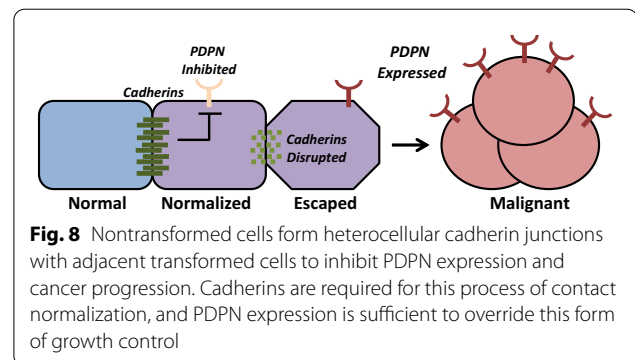 PDPN
Inhibited
PDPN
Expressed
Cadherins
Cadherins
Disrupted
Normal
Normalized
Escaped
Malignant
Fig. 8 Nontransformed cells form heterocellular cadherin junctions
with adjacent transformed cells to inhibit PDPN expression and
cancer progression. Cadherins are required for this process of contact
normalization, and PDPN expression is sufficient to override this form
of growth control